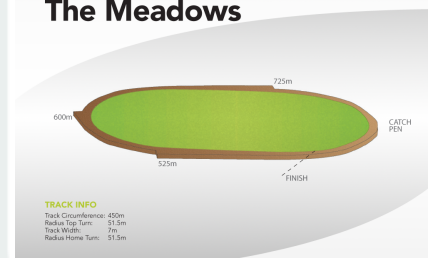 The Meadows
725m
600m
CATCH
PEN
525m
FINISH
TRACK INFO
Track Circumference: 450m
Radius Top Turn: 51.5m
Track Width: 7m
Radius Home Turn: 51.5m